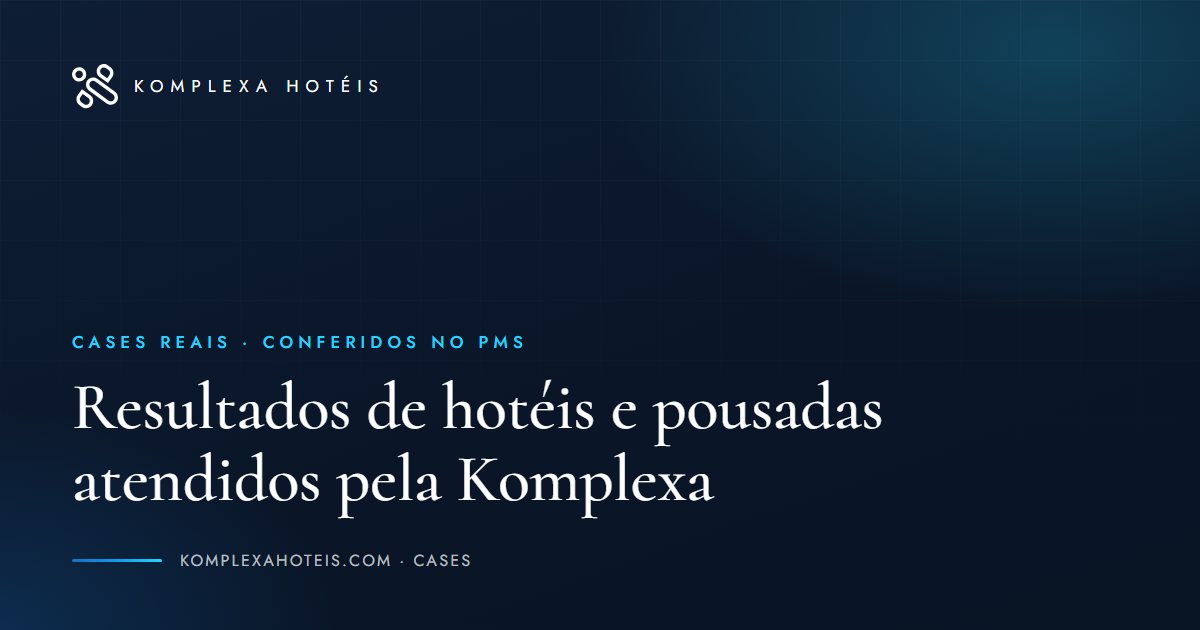 KOMPLEXA HOTÉIS
CASES REAIS · CONFERIDOS NO PMS
Resultados de hotéis e pousadas
atendidos pela Komplexa
KOMPLEXAHOTEIS.COM · CASES